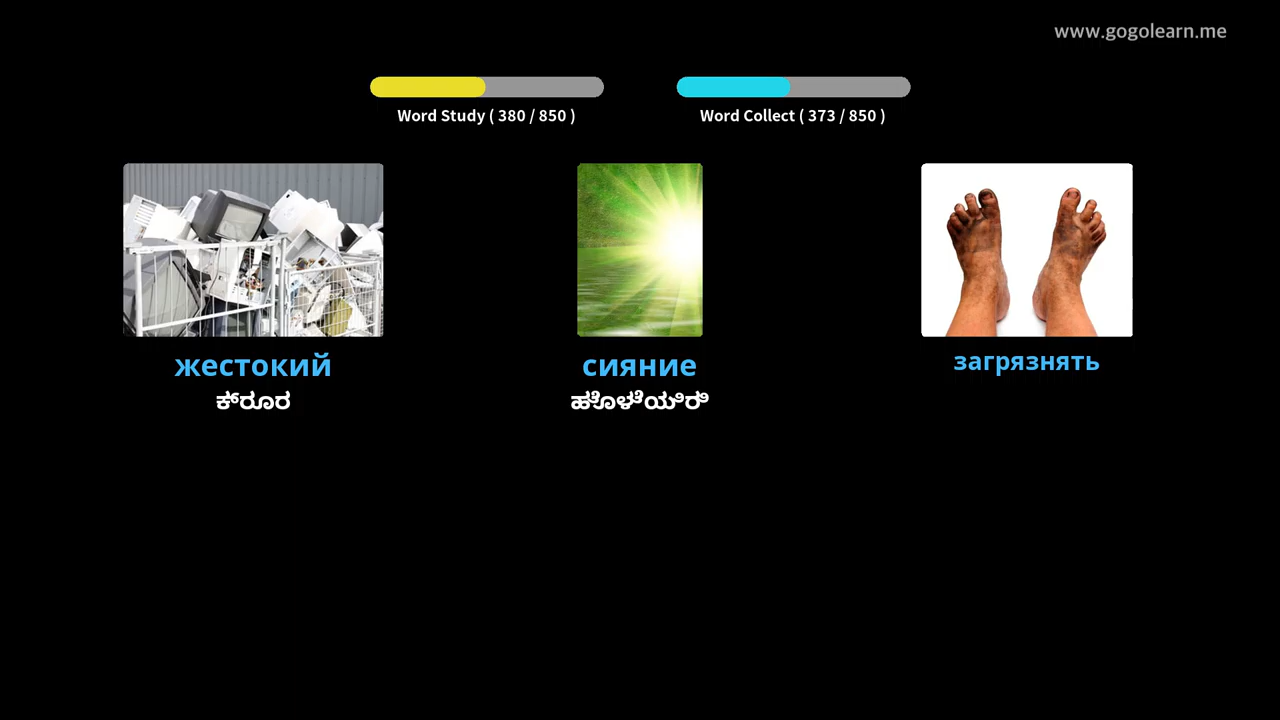 www.gogolearn.me
Word Study ( 380 / 850 )
Word Collect ( 373 / 850 )
жестокий
сияние
загрязнять
ಕ್ರೂರ
ಹೊಳೆಯಿರಿ